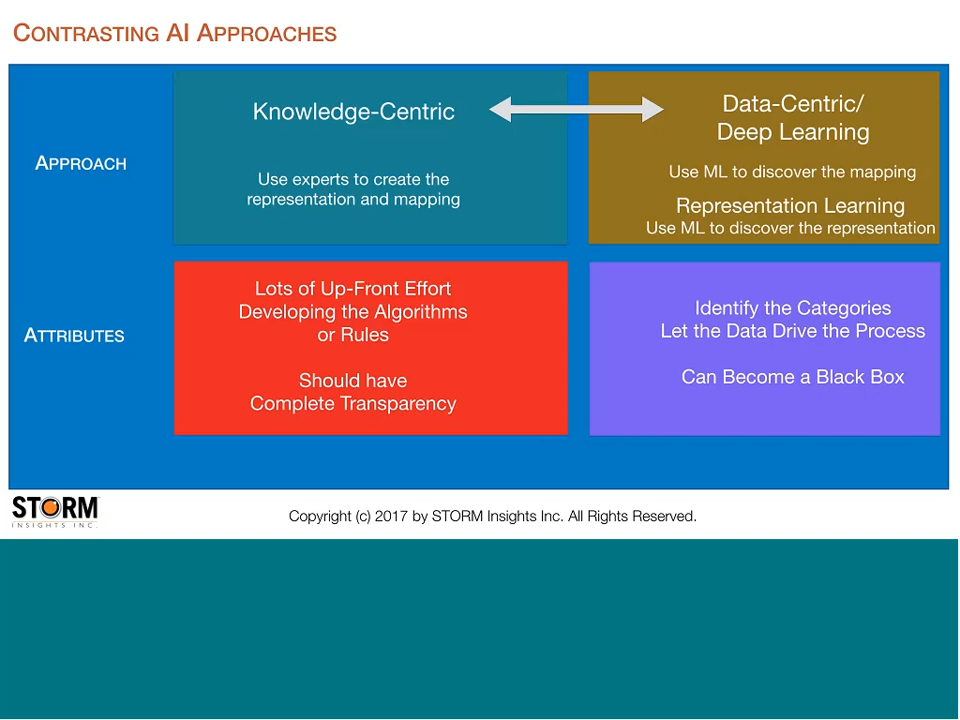 CONTRASTING AI APPROACHES
APPROACH
Knowledge-Centric
Use experts to create the
representation and mapping
Data-Centric/
Deep Learning
Use ML to discover the mapping
Representation Learning
Use ML to discover the representation
ATTRIBUTES
Lots of Up-Front Effort
Developing the Algorithms
or Rules
Should have
Complete Transparency
Identify the Categories
Let the Data Drive the Process
Can Become a Black Box
STORM
INSIGHTS INC.
Copyright (c) 2017 by STORM Insights Inc. All Rights Reserved.